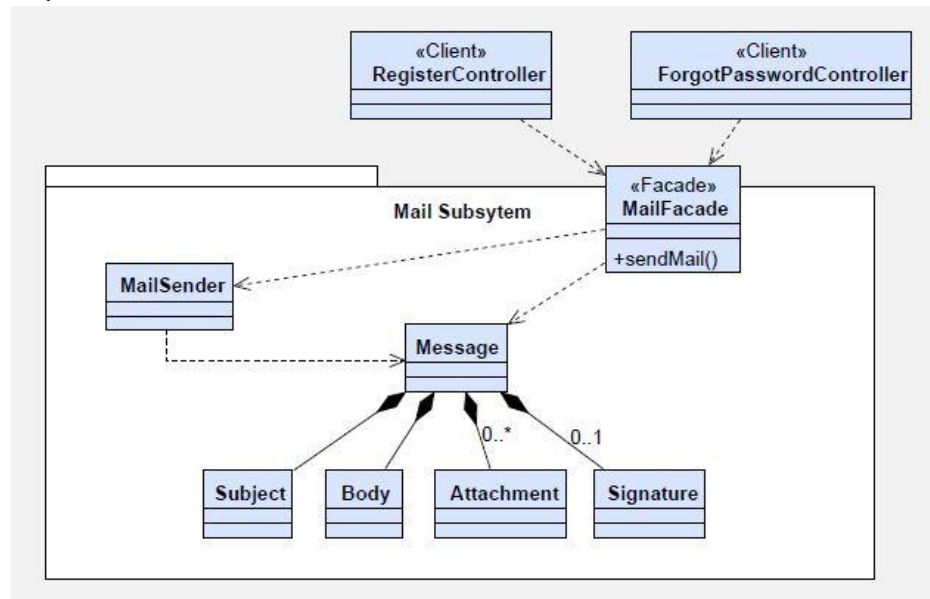 «Client»
RegisterController
«Client»
ForgotPasswordController
«Facade»
MailFacade
+sendMail()
Mail Subsytem
MailSender
Message
0..*
0..1
Subject
Body
Attachment
Signature